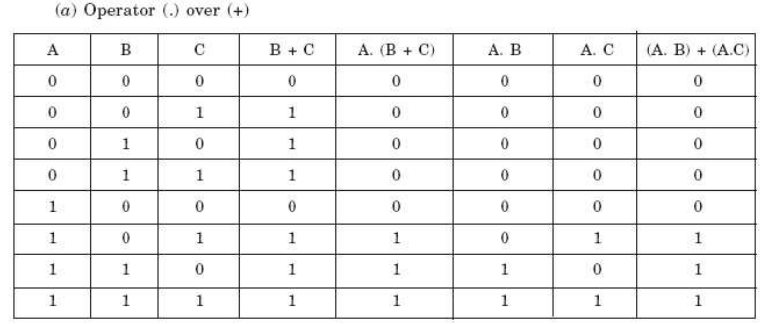 (a) Operator (.) over (+)
A B C B + C A. (B + C) A. B A. C (A. B) + (A.C)
0 0 0 0 0 0 0 0
0 0 1 1 0 0 0 0
0 1 0 1 0 0 0 0
0 1 1 1 0 0 0 0
1 0 0 0 0 0 0 0
1 0 1 1 1 0 1 1
1 1 0 1 1 1 0 1
1 1 1 1 1 1 1 1